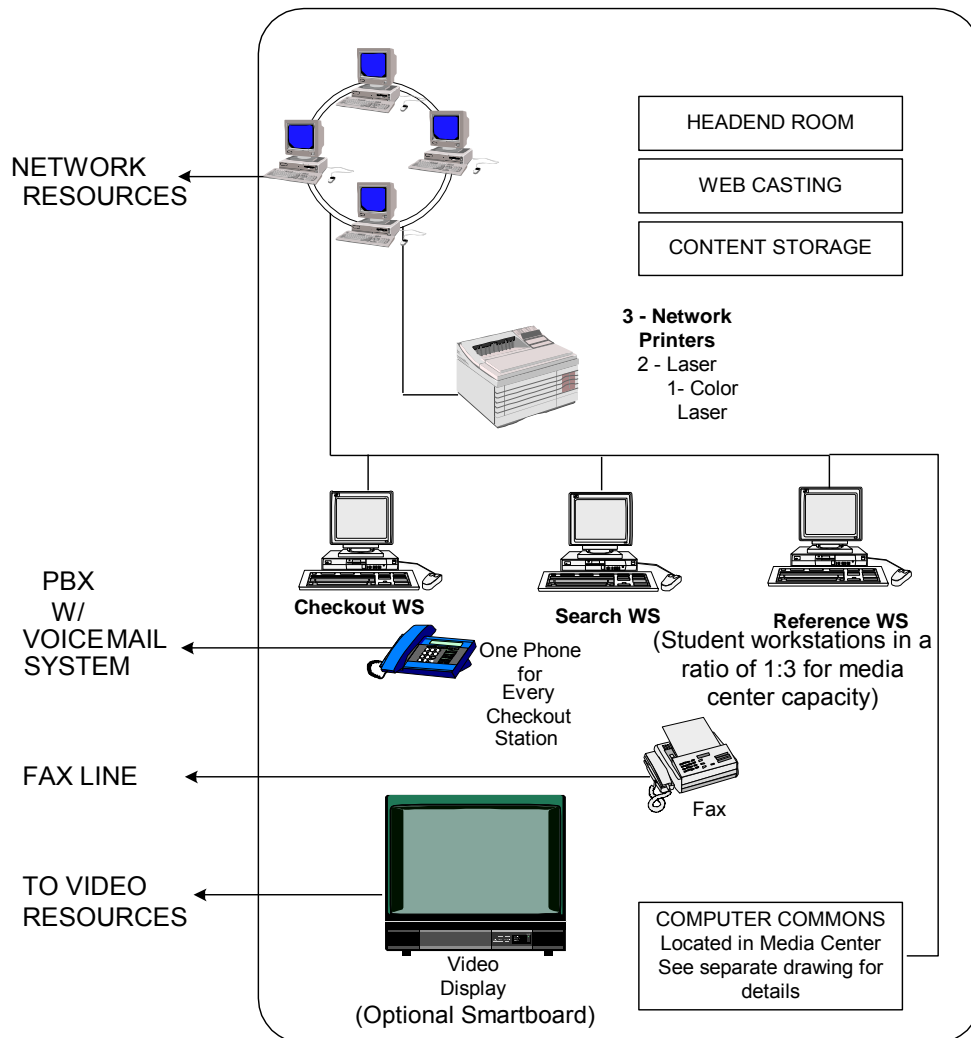 HEADEND ROOM
WEB CASTING
CONTENT STORAGE
NETWORK
RESOURCES
3 - Network
Printers
2 - Laser
1- Color
Laser
Checkout WS
Search WS
Reference WS
(Student workstations in a
ratio of 1:3 for media
center capacity)
PBX
W/
VOICEMAIL
SYSTEM
One Phone
for
Every
Checkout
Station
FAX LINE
Fax
TO VIDEO
RESOURCES
Video
Display
(Optional Smartboard)
COMPUTER COMMONS
Located in Media Center
See separate drawing for
details